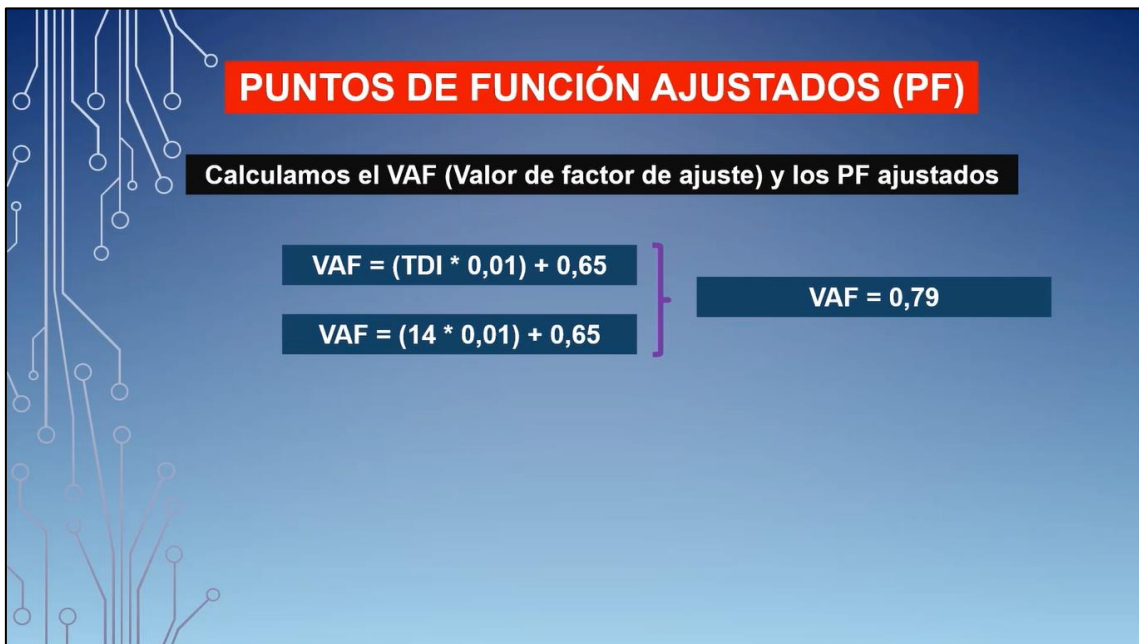 PUNTOS DE FUNCIÓN AJUSTADOS (PF)
Calculamos el VAF (Valor de factor de ajuste) y los PF ajustados
VAF = (TDI * 0,01) + 0,65
VAF = (14 * 0,01) + 0,65
VAF = 0,79